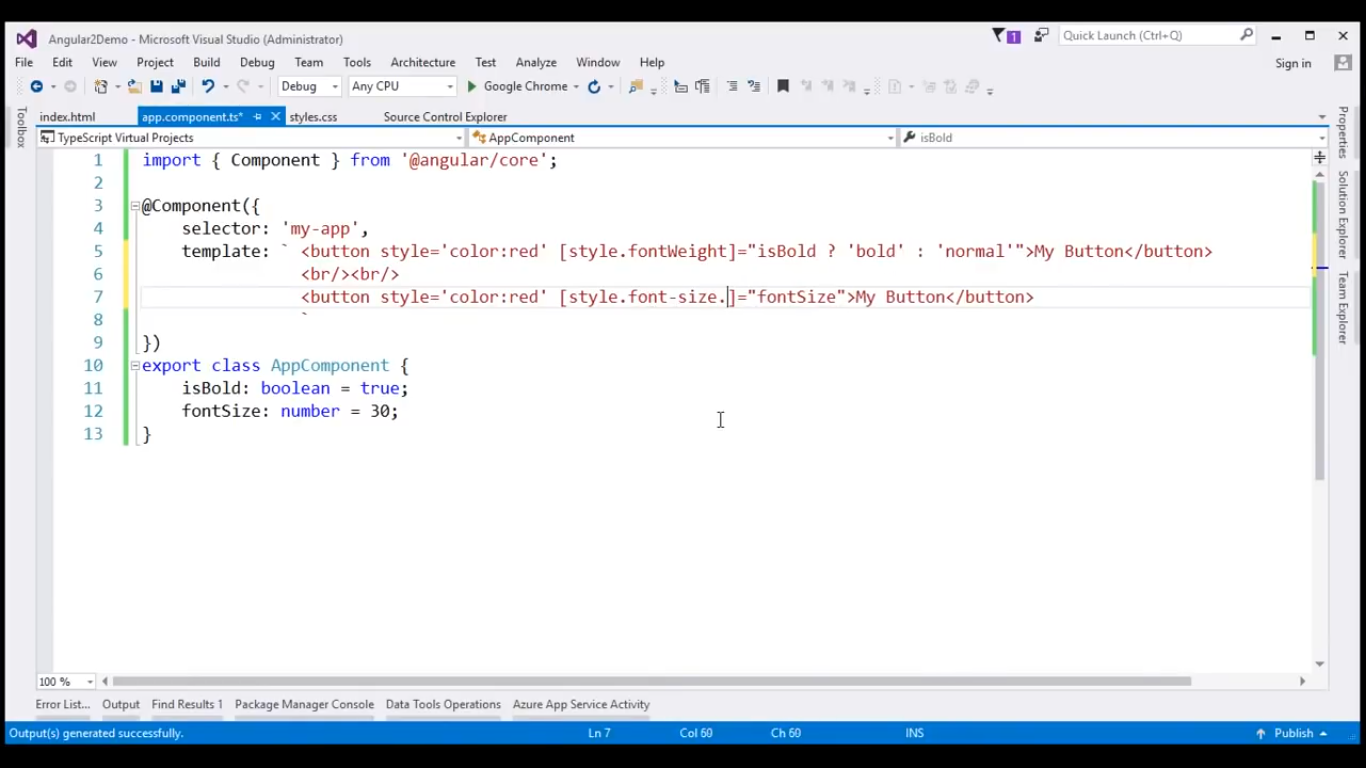 Angular2Demo - Microsoft Visual Studio (Administrator)
1
Quick Launch (Ctrl+Q)
File Edit View Project Build Debug Team Tools Architecture Test Analyze Window Help
Sign in
Debug Any CPU Google Chrome
index.html app.component.ts* styles.css Source Control Explorer
TypeScript Virtual Projects AppComponent isBold
Toolbox
Properties
Solution Explorer
Team Explorer
1 import { Component } from '@angular/core';
2
3 @Component({
4 selector: 'my-app',
5 template: ` <button style='color:red' [style.fontWeight]="isBold ? 'bold' : 'normal'">My Button</button>
6 <br/><br/>
7 <button style='color:red' [style.font-size.]="fontSize">My Button</button>
8 `
9 })
10 export class AppComponent {
11 isBold: boolean = true;
12 fontSize: number = 30;
13 }
100 %
Error List... Output Find Results 1 Package Manager Console Data Tools Operations Azure App Service Activity
Output(s) generated successfully. Ln 7 Col 60 Ch 60 INS Publish